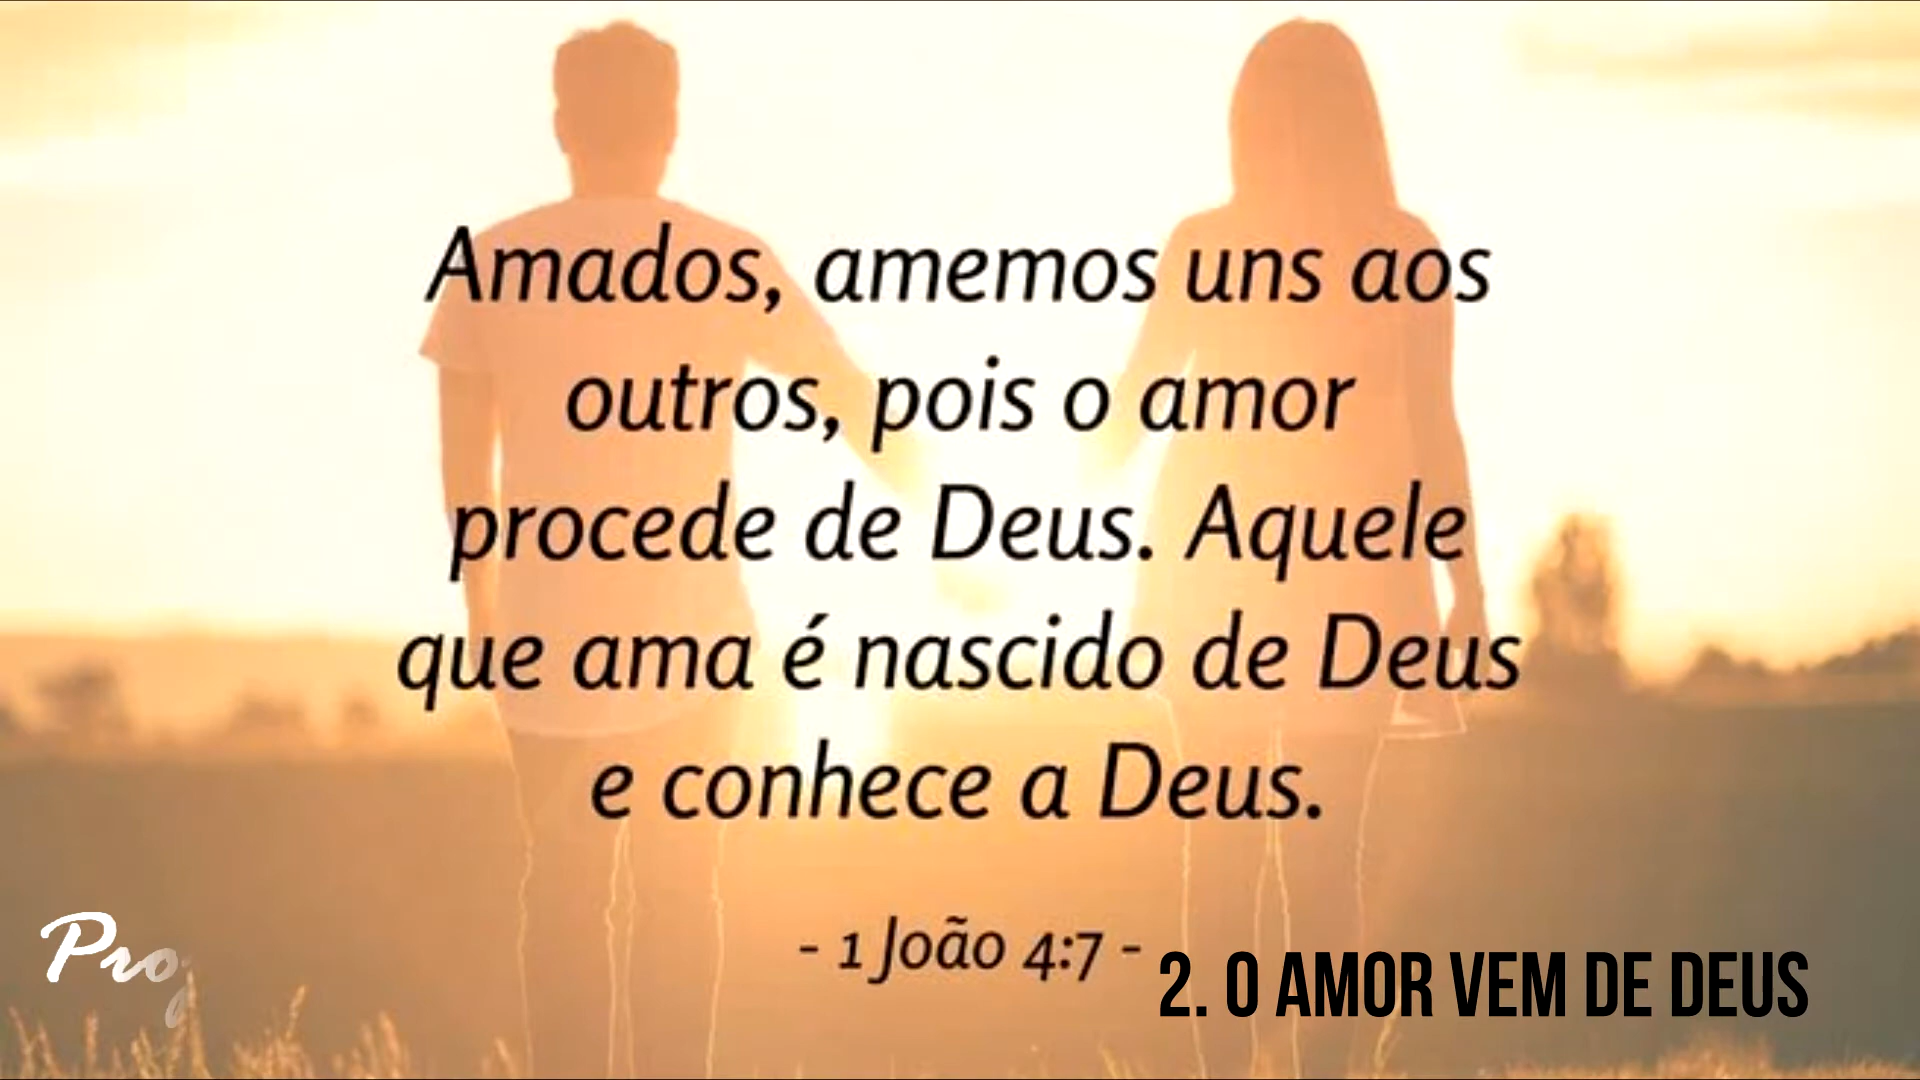 Amados, amemos uns aos
outros, pois o amor
procede de Deus. Aquele
que ama é nascido de Deus
e conhece a Deus.
- 1 João 4:7 -
2. O AMOR VEM DE DEUS